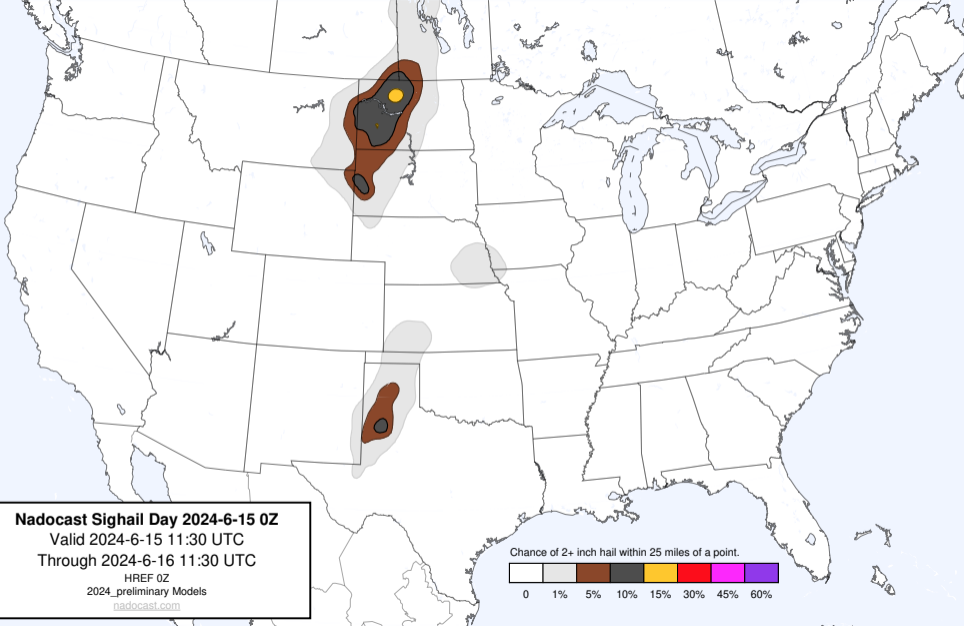 Nadocast Sighail Day 2024-6-15 0Z
Valid 2024-6-15 11:30 UTC
Through 2024-6-16 11:30 UTC
HREF 0Z
2024_preliminary Models
nadocast.com
Chance of 2+ inch hail within 25 miles of a point.
0 1% 5% 10% 15% 30% 45% 60%